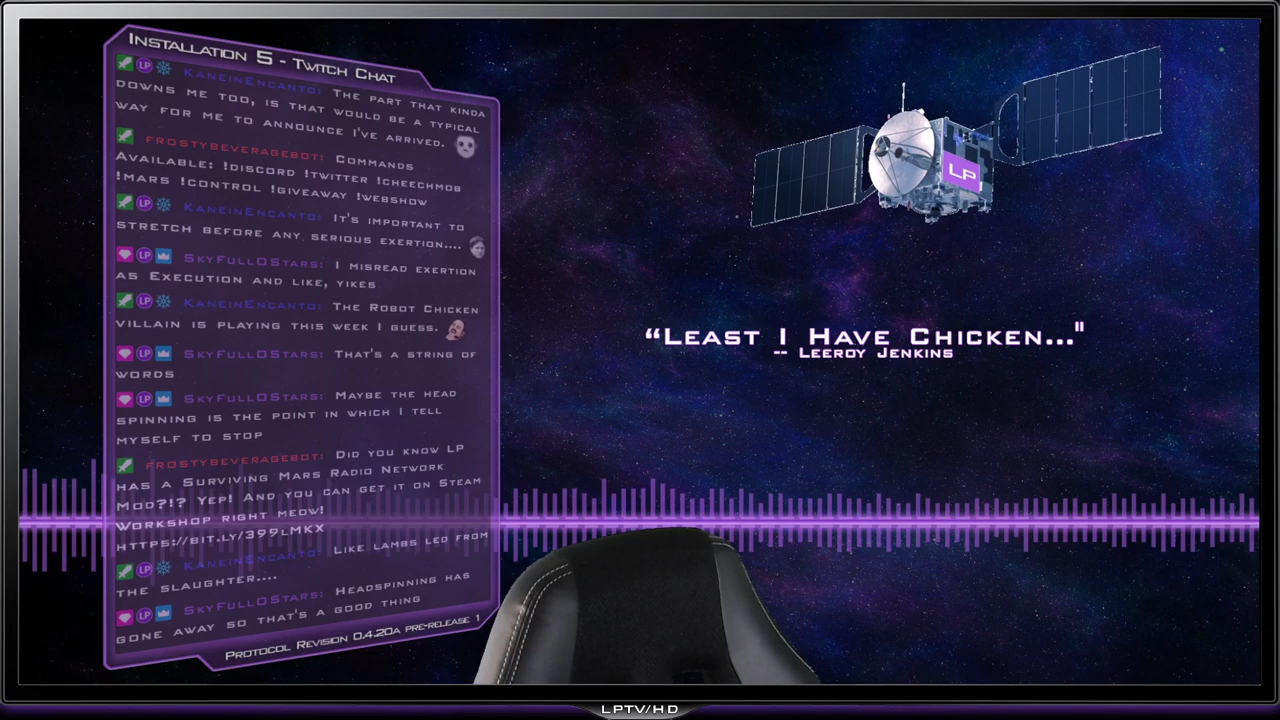 Installation 5 - Twitch Chat
KaneinEncanto: The part that kinda
downs me too, is that would be a typical
way for me to announce I've arrived.
frostybeveragebot: Commands
Available: !discord !twitter !cheechmob
!mars !control !giveaway !webshow
KaneinEncanto: It's important to
stretch before any serious exertion....
SkyFullOStars: I misread exertion
as Execution and like, yikes
KaneinEncanto: The Robot Chicken
villain is playing this week I guess.
SkyFullOStars: That's a string of
words
SkyFullOStars: Maybe the head
spinning is the point in which I tell
myself to stop
frostybeveragebot: Did you know LP
has a Surviving Mars Radio Network
Mod?!? Yep! And you can get it on Steam
Workshop right meow!
https://bit.ly/399lMKX
KaneinEncanto: Like lambs led from
the slaughter....
SkyFullOStars: Headspinning has
gone away so that's a good thing
Protocol Revision 0.4.20a pre-release 1
LP
“Least I Have Chicken..."
-- Leeroy Jenkins
LPTV/HD